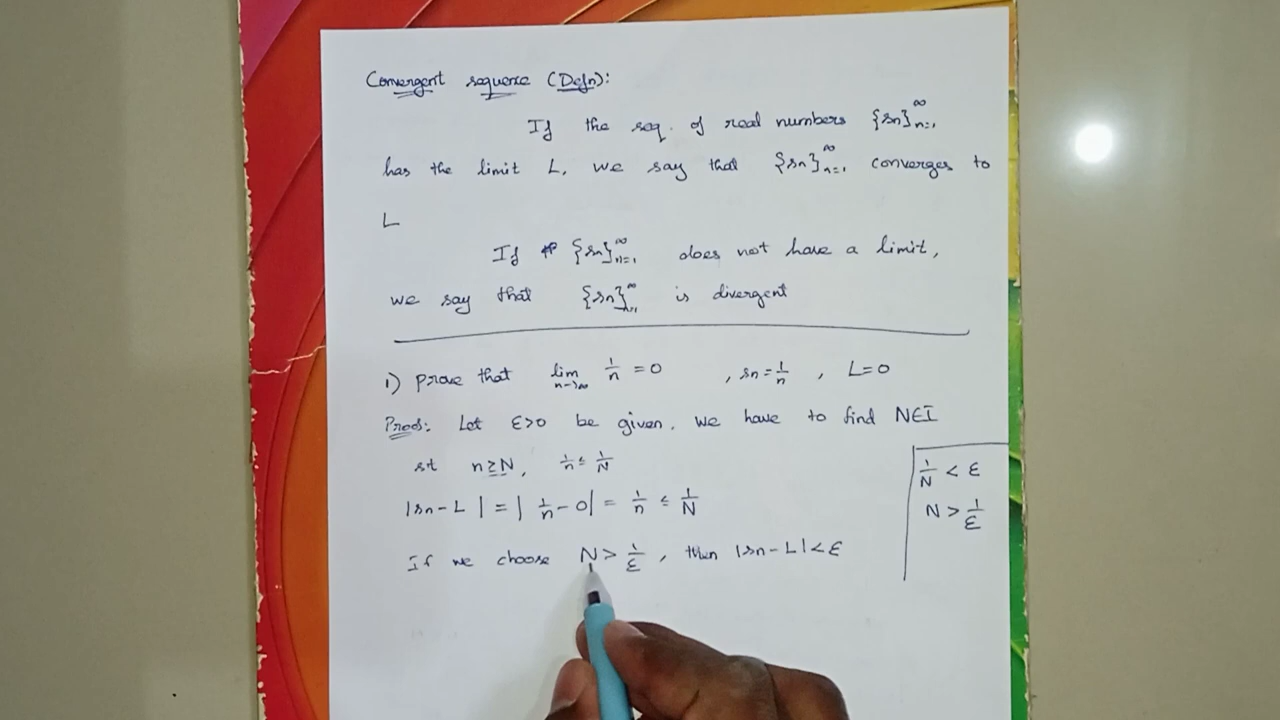 Convergent sequence (Defn):
If the seq. of real numbers {sn}∞n=1
has the limit L, we say that {sn}∞n=1 converges to
L
If {sn}∞n=1 does not have a limit,
we say that {sn}∞n=1 is divergent
1) prove that lim n→∞ 1/n = 0 , sn = 1/n , L=0
Proof: Let ε>0 be given. We have to find N∈I
st n≥N, 1/n ≤ 1/N
|sn - L| = | 1/n - 0| = 1/n ≤ 1/N
If we choose N > 1/ε , then |sn - L| < ε
1/N < ε
N > 1/ε